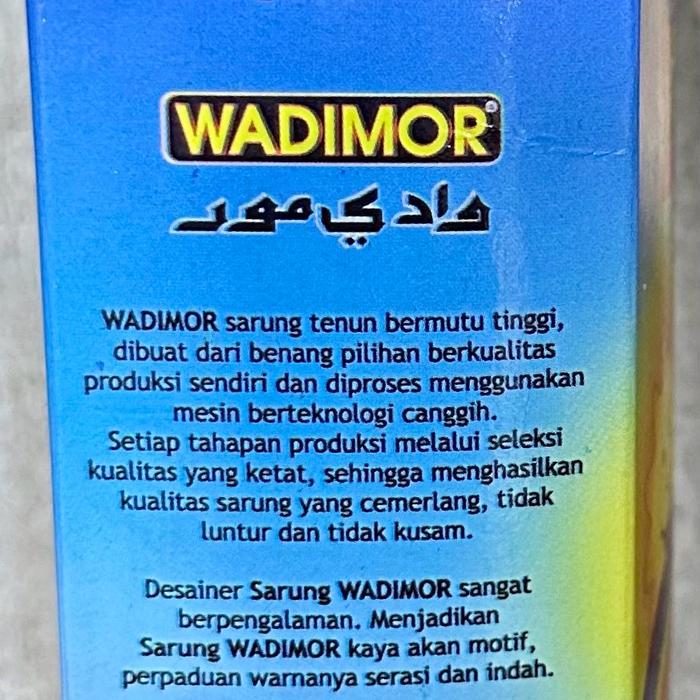 WADIMOR®
وادي مور
WADIMOR sarung tenun bermutu tinggi,
dibuat dari benang pilihan berkualitas
produksi sendiri dan diproses menggunakan
mesin berteknologi canggih.
Setiap tahapan produksi melalui seleksi
kualitas yang ketat, sehingga menghasilkan
kualitas sarung yang cemerlang, tidak
luntur dan tidak kusam.
Desainer Sarung WADIMOR sangat
berpengalaman. Menjadikan
Sarung WADIMOR kaya akan motif,
perpaduan warnanya serasi dan indah.